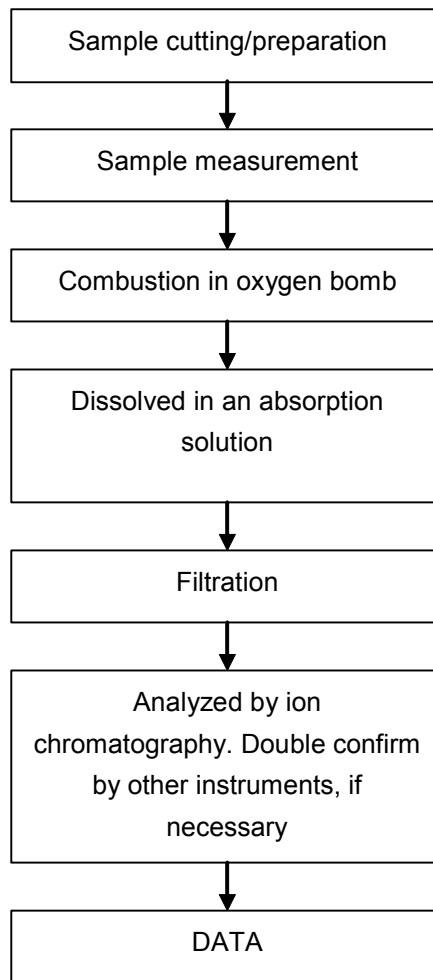 Sample cutting/preparation
Sample measurement
Combustion in oxygen bomb
Dissolved in an absorption
solution
Filtration
Analyzed by ion
chromatography. Double confirm
by other instruments, if
necessary
DATA